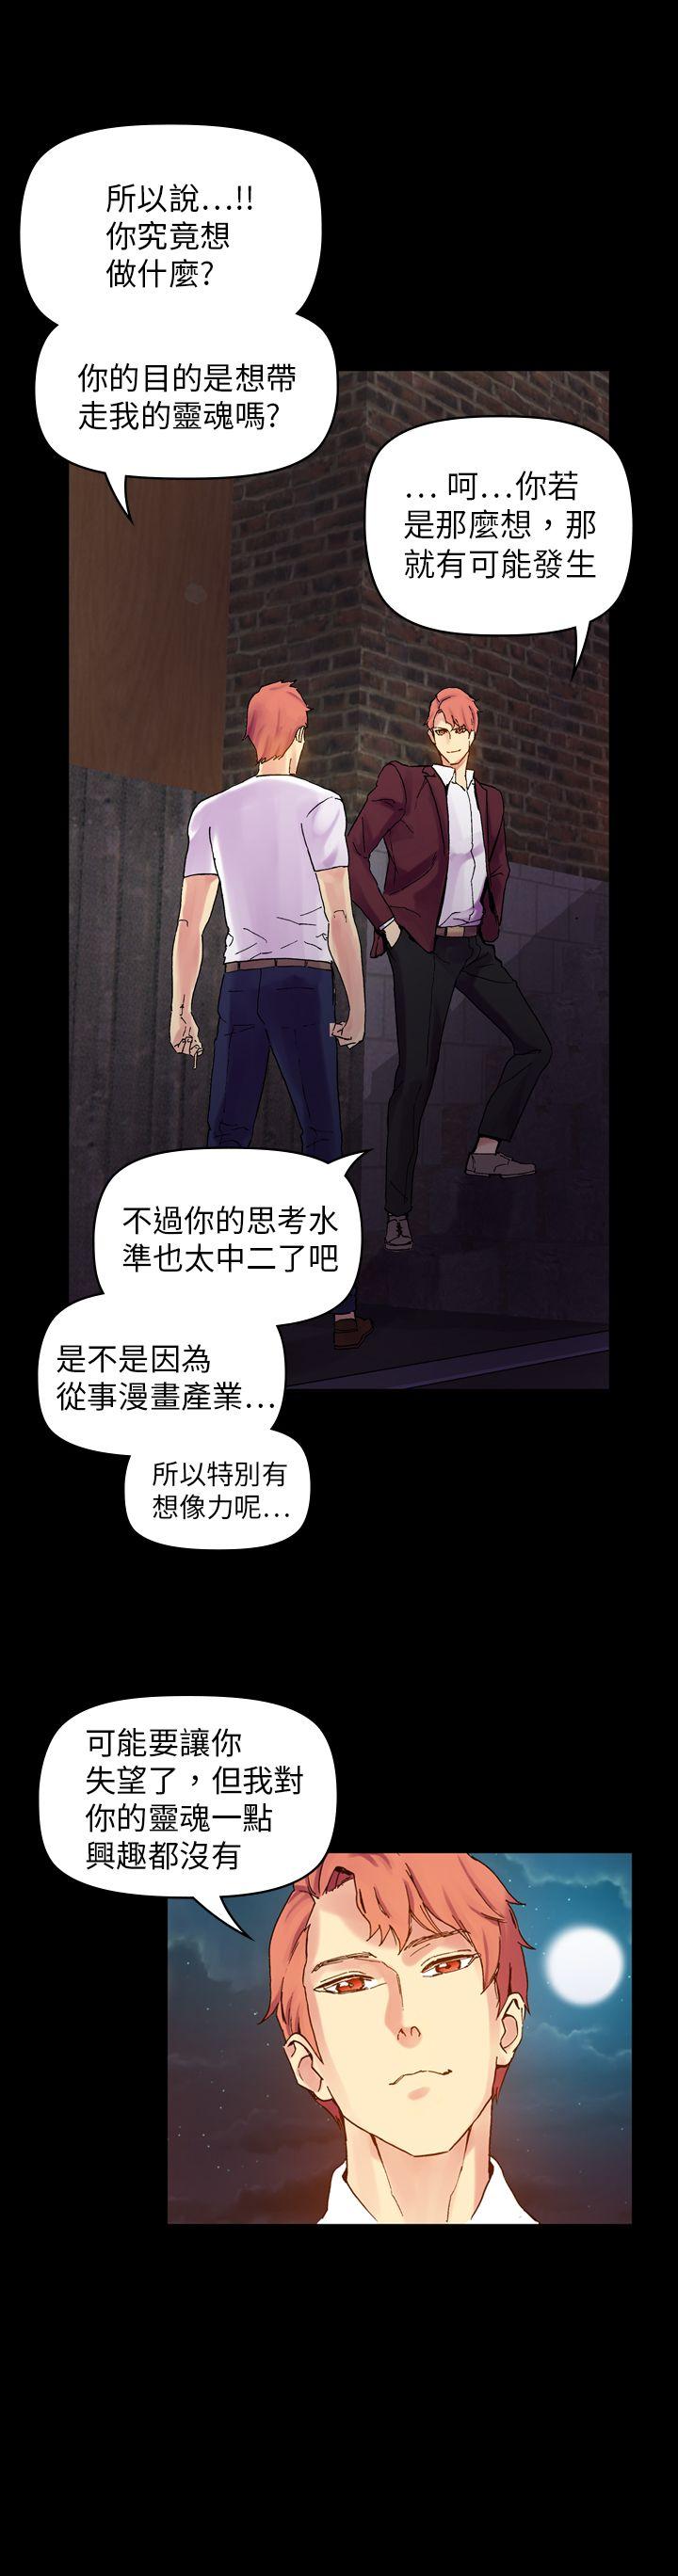 所以說...!!
你究竟想
做什麼?
你的目的是想帶
走我的靈魂嗎?
... 呵...你若
是那麼想，那
就有可能發生
不過你的思考水
準也太中二了吧
是不是因為
從事漫畫產業...
所以特別有
想像力呢...
可能要讓你
失望了，但我對
你的靈魂一點
興趣都沒有